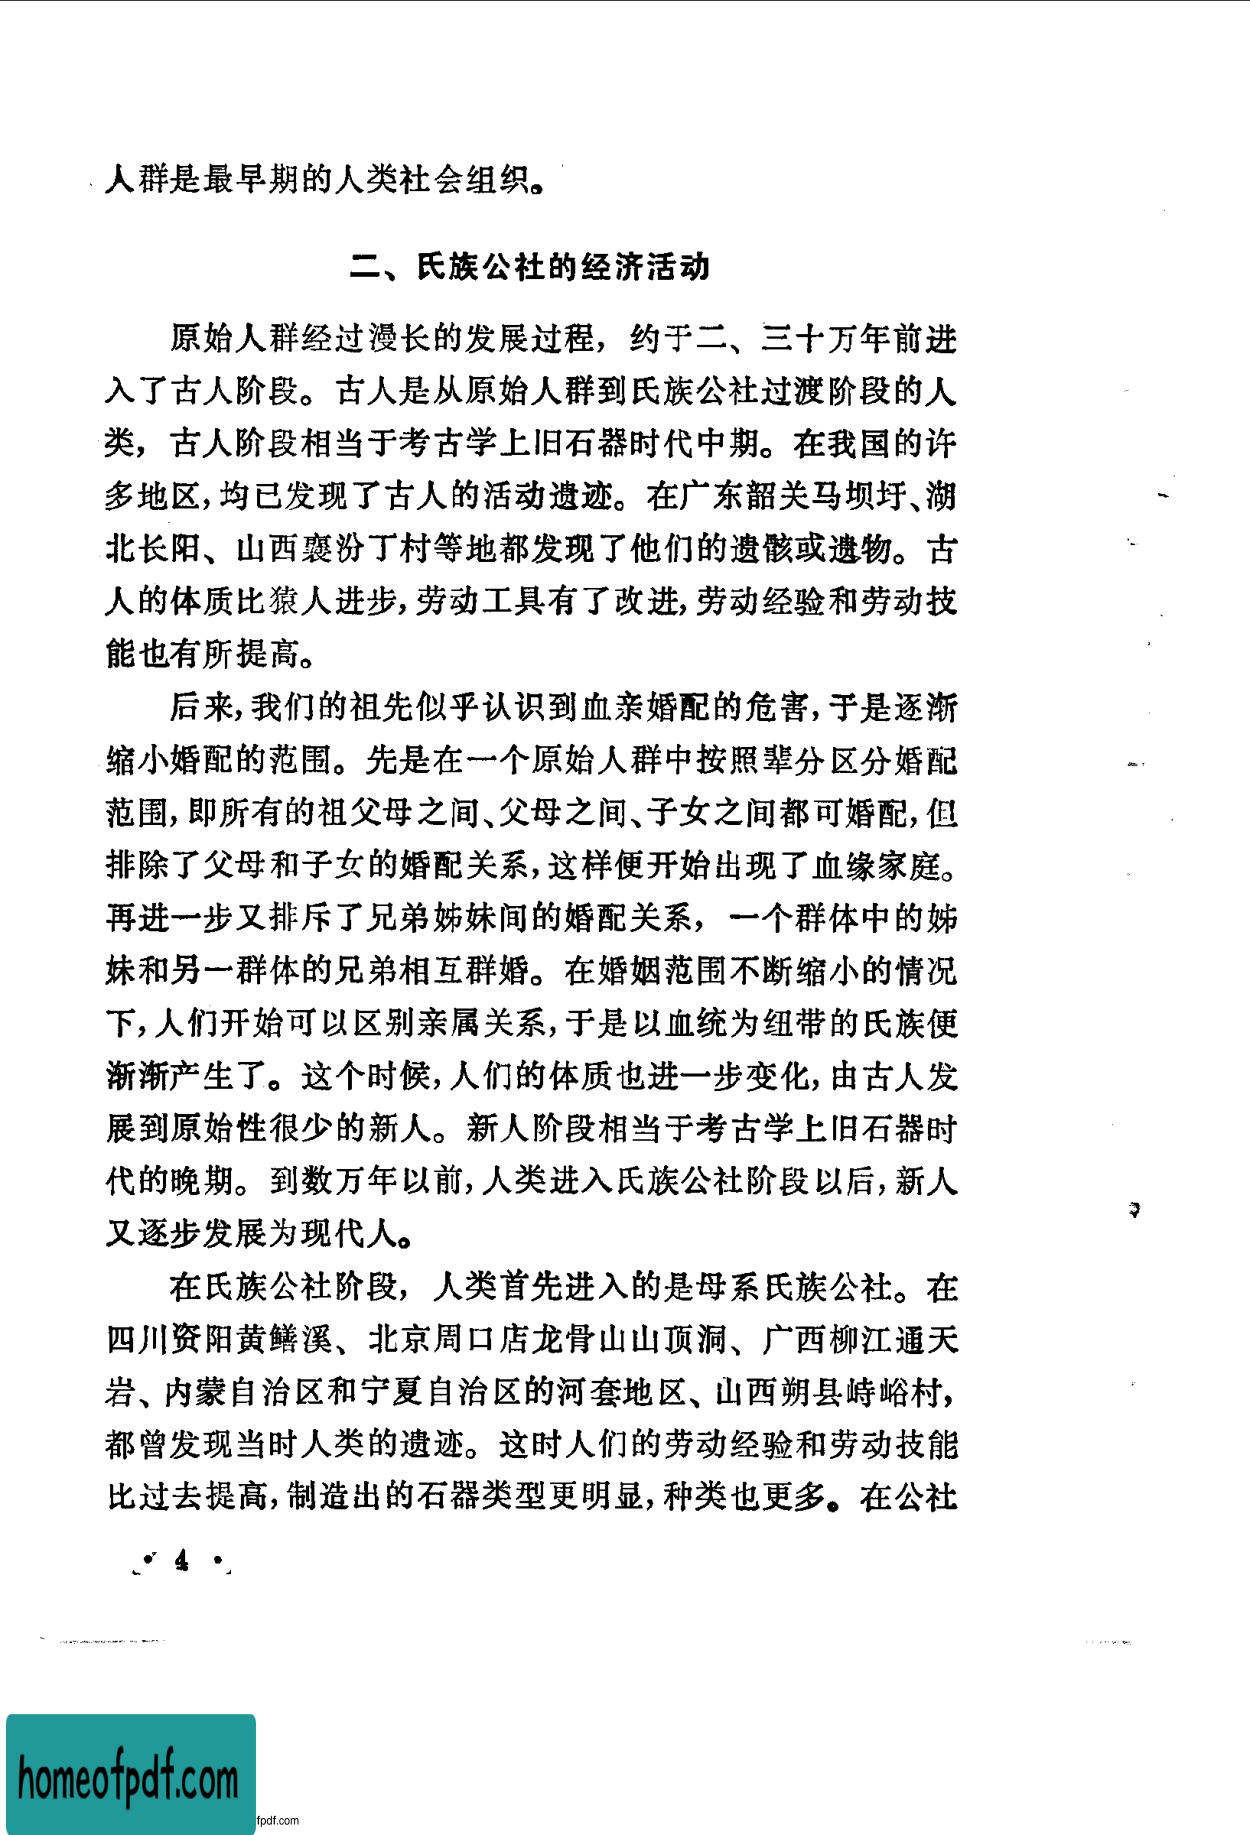 人群是最早期的人类社会组织。
二、氏族公社的经济活动
原始人群经过漫长的发展过程，约于二、三十万年前进
入了古人阶段。古人是从原始人群到氏族公社过渡阶段的人
类，古人阶段相当于考古学上旧石器时代中期。在我国的许
多地区，均已发现了古人的活动遗迹。在广东韶关马坝圩、湖
北长阳、山西襄汾丁村等地都发现了他们的遗骸或遗物。古
人的体质比猿人进步，劳动工具有了改进，劳动经验和劳动技
能也有所提高。
后来，我们的祖先似乎认识到血亲婚配的危害，于是逐渐
缩小婚配的范围。先是在一个原始人群中按照辈分区分婚配
范围，即所有的祖父母之间、父母之间、子女之间都可婚配，但
排除了父母和子女的婚配关系，这样便开始出现了血缘家庭。
再进一步又排斥了兄弟姊妹间的婚配关系，一个群体中的姊
妹和另一群体的兄弟相互群婚。在婚姻范围不断缩小的情况
下，人们开始可以区别亲属关系，于是以血统为纽带的氏族便
渐渐产生了。这个时候，人们的体质也进一步变化，由古人发
展到原始性很少的新人。新人阶段相当于考古学上旧石器时
代的晚期。到数万年以前，人类进入氏族公社阶段以后，新人
又逐步发展为现代人。
在氏族公社阶段，人类首先进入的是母系氏族公社。在
四川资阳黄鳝溪、北京周口店龙骨山山顶洞、广西柳江通天
岩、内蒙自治区和宁夏自治区的河套地区、山西朔县峙峪村，
都曾发现当时人类的遗迹。这时人们的劳动经验和劳动技能
比过去提高，制造出的石器类型更明显，种类也更多。在公社
• 4 •
homeofpdf.com
fpdf.com